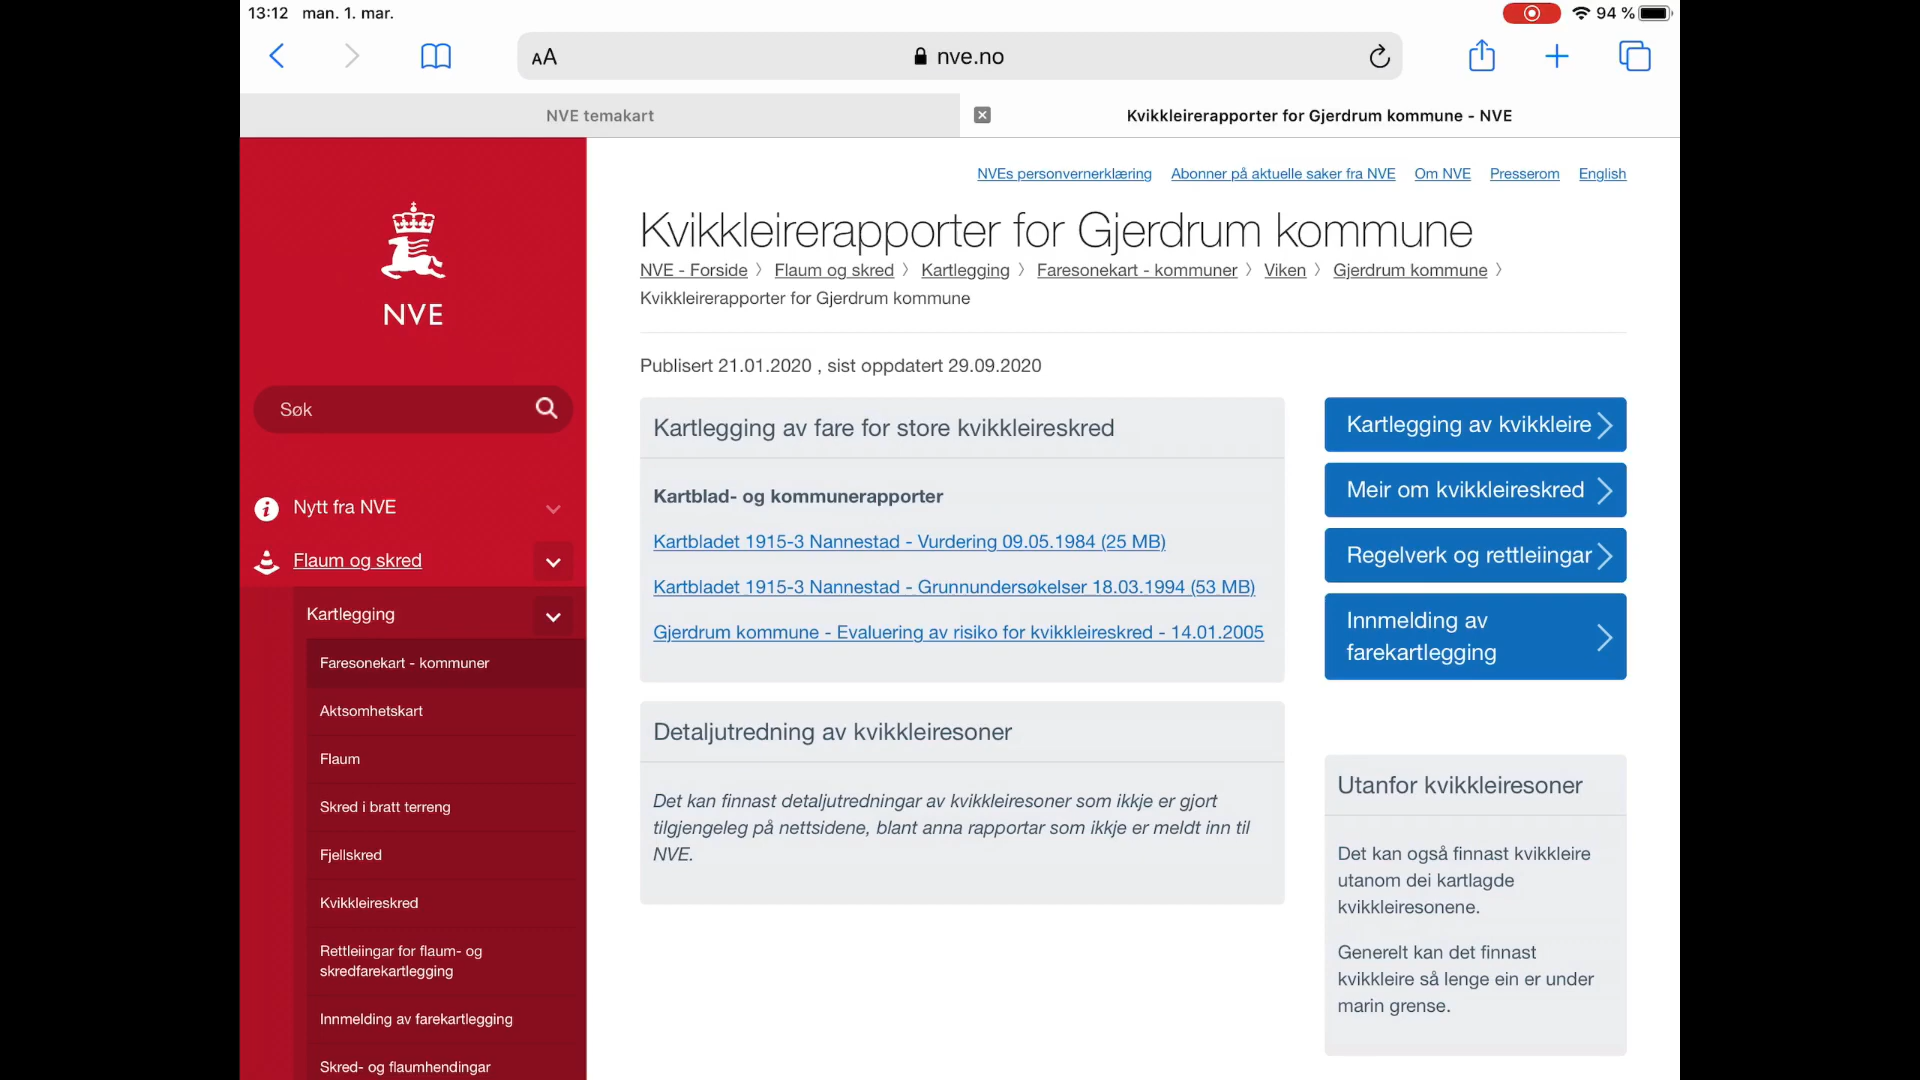 13:12 man. 1. mar.
94 %
AA
nve.no
NVE temakart
Kvikkleirerapporter for Gjerdrum kommune - NVE
NVEs personvernerklæring Abonner på aktuelle saker fra NVE Om NVE Presserom English
Kvikkleirerapporter for Gjerdrum kommune
NVE - Forside 〉 Flaum og skred 〉 Kartlegging 〉 Faresonekart - kommuner 〉 Viken 〉 Gjerdrum kommune 〉
Kvikkleirerapporter for Gjerdrum kommune
Publisert 21.01.2020 , sist oppdatert 29.09.2020
NVE
Søk
Nytt fra NVE
Flaum og skred
Kartlegging
Faresonekart - kommuner
Aktsomhetskart
Flaum
Skred i bratt terreng
Fjellskred
Kvikkleireskred
Rettleiingar for flaum- og
skredfarekartlegging
Innmelding av farekartlegging
Skred- og flaumhendingar
Kartlegging av fare for store kvikkleireskred
Kartblad- og kommunerapporter
Kartbladet 1915-3 Nannestad - Vurdering 09.05.1984 (25 MB)
Kartbladet 1915-3 Nannestad - Grunnundersøkelser 18.03.1994 (53 MB)
Gjerdrum kommune - Evaluering av risiko for kvikkleireskred - 14.01.2005
Detaljutredning av kvikkleiresoner
Det kan finnast detaljutredningar av kvikkleiresoner som ikkje er gjort
tilgjengeleg på nettsidene, blant anna rapportar som ikkje er meldt inn til
NVE.
Kartlegging av kvikkleire
Meir om kvikkleireskred
Regelverk og rettleiingar
Innmelding av
farekartlegging
Utanfor kvikkleiresoner
Det kan også finnast kvikkleire
utanom dei kartlagde
kvikkleiresonene.
Generelt kan det finnast
kvikkleire så lenge ein er under
marin grense.